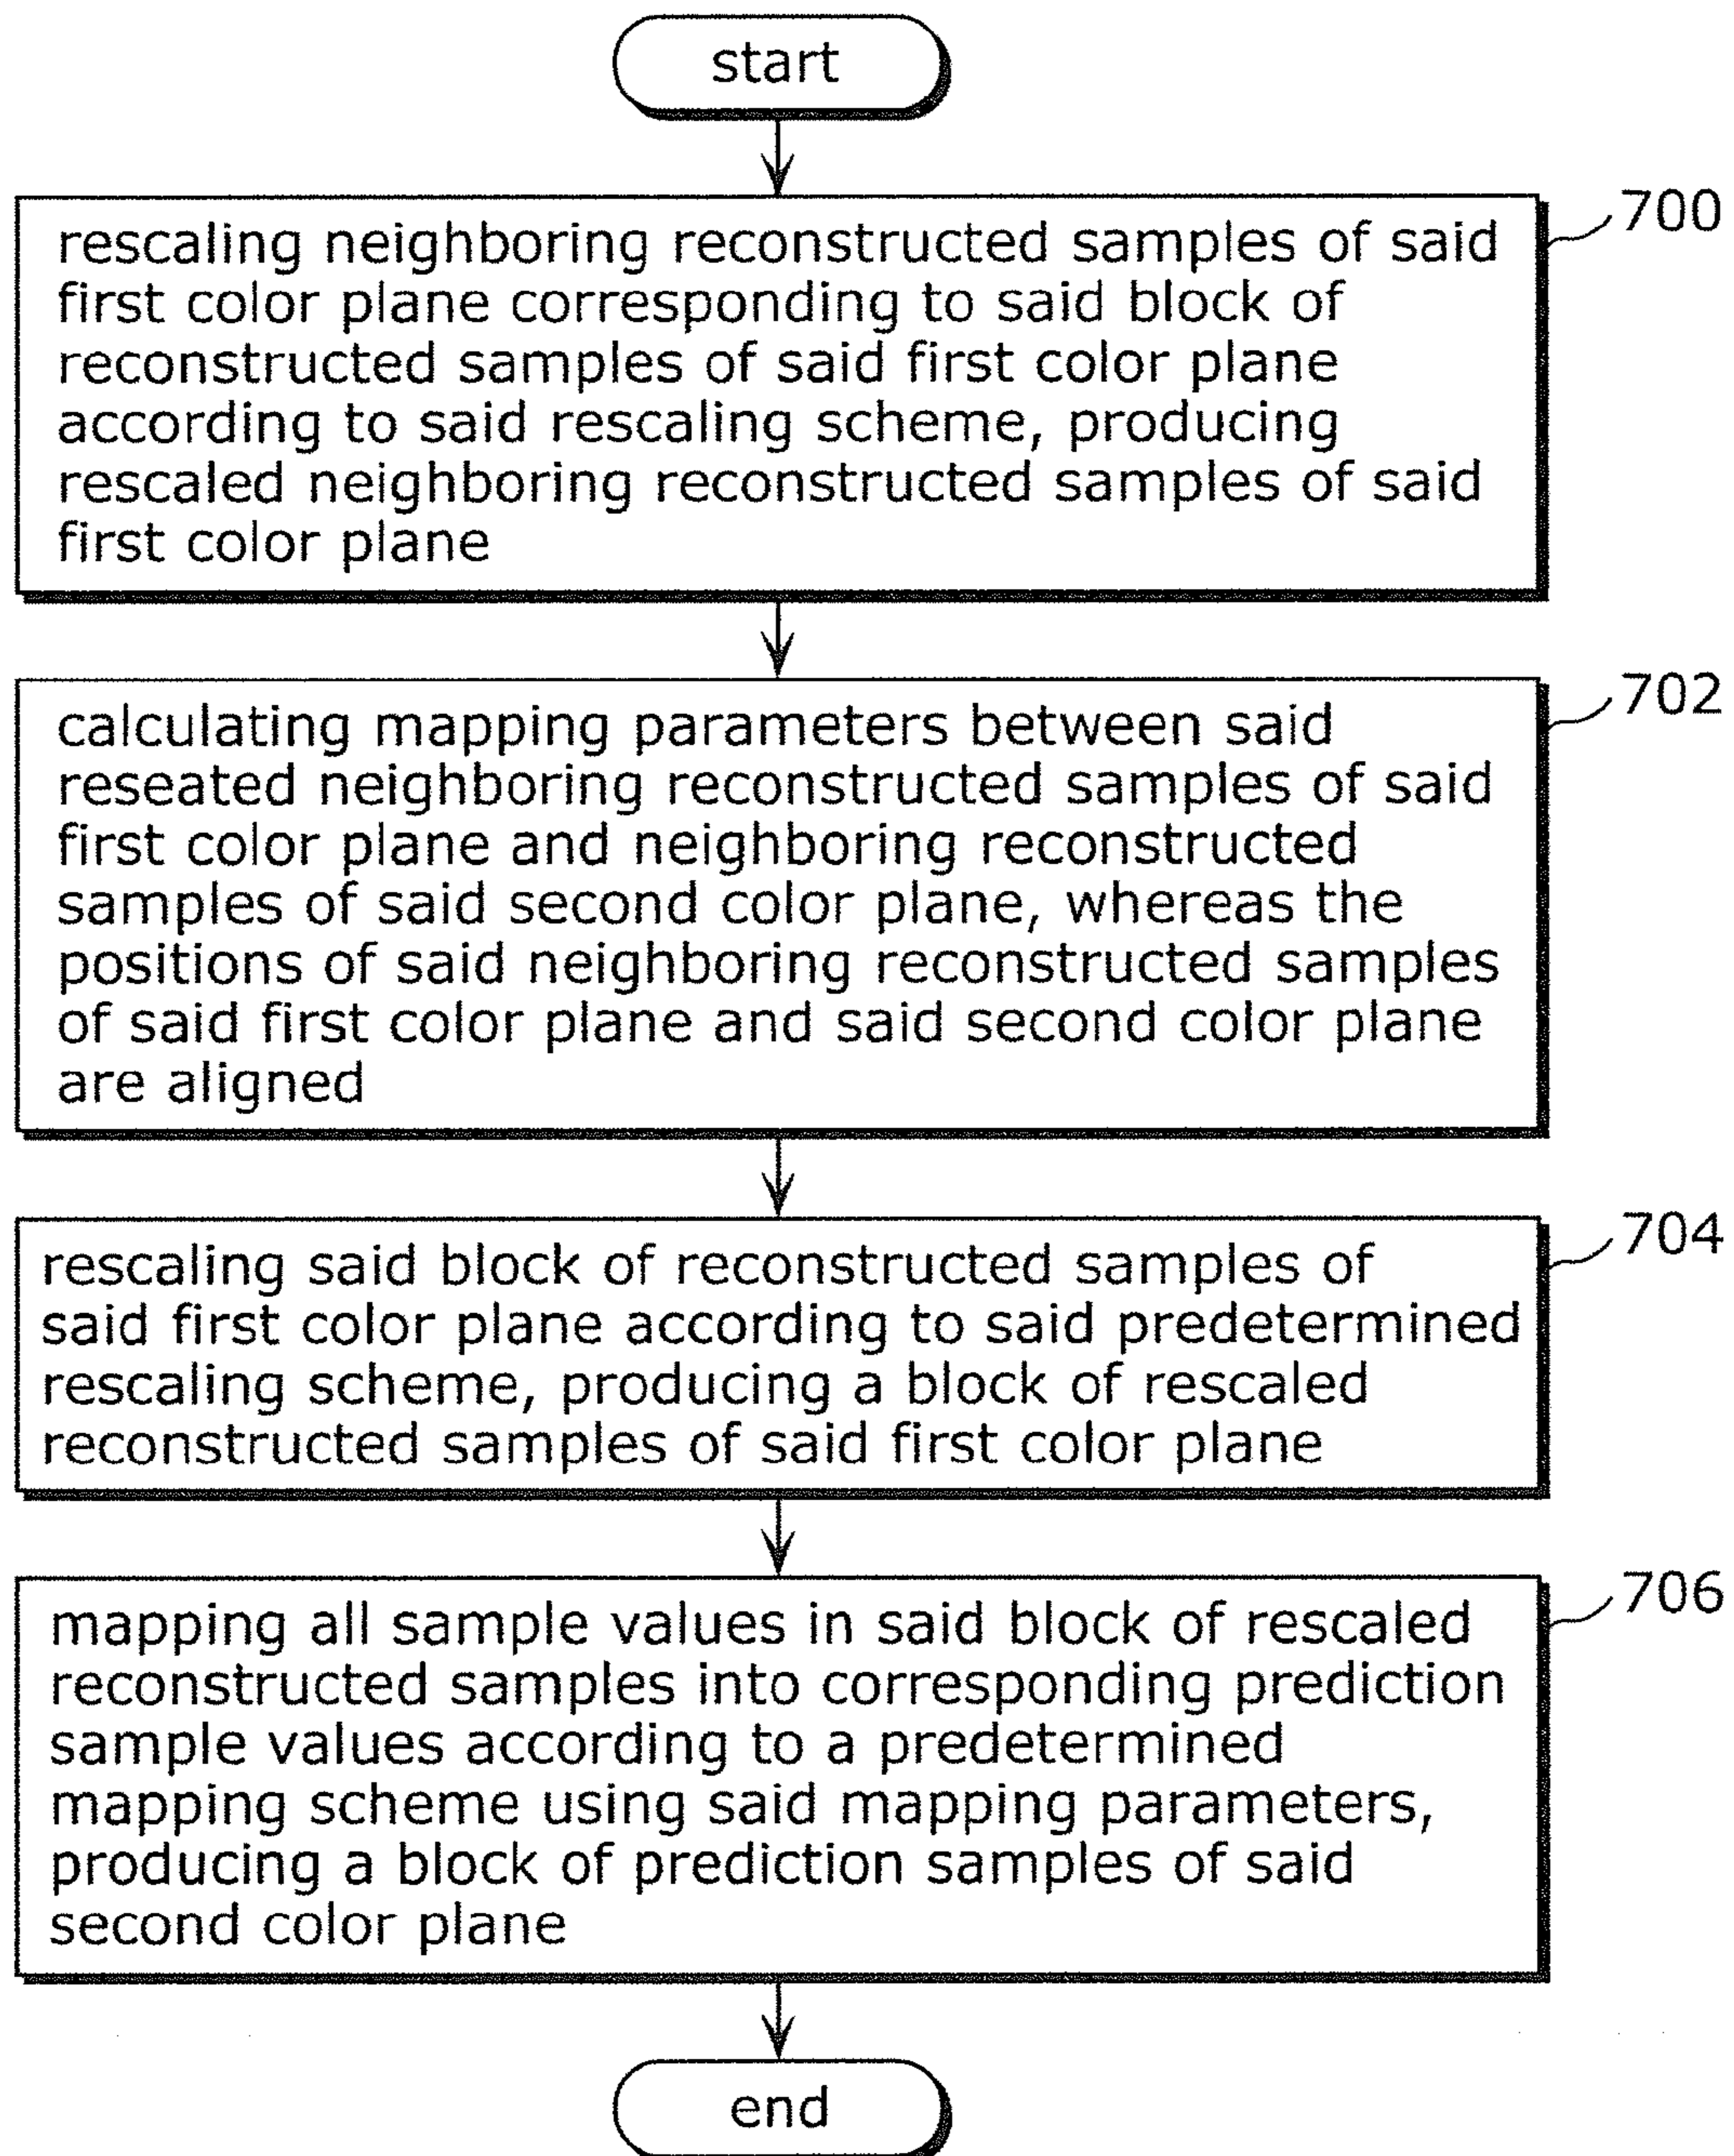 start
700
rescaling neighboring reconstructed samples of said
first color plane corresponding to said block of
reconstructed samples of said first color plane
according to said rescaling scheme, producing
rescaled neighboring reconstructed samples of said
first color plane
702
calculating mapping parameters between said
reseated neighboring reconstructed samples of said
first color plane and neighboring reconstructed
samples of said second color plane, whereas the
positions of said neighboring reconstructed samples
of said first color plane and said second color plane
are aligned
704
rescaling said block of reconstructed samples of
said first color plane according to said predetermined
rescaling scheme, producing a block of rescaled
reconstructed samples of said first color plane
706
mapping all sample values in said block of rescaled
reconstructed samples into corresponding prediction
sample values according to a predetermined
mapping scheme using said mapping parameters,
producing a block of prediction samples of said
second color plane
end